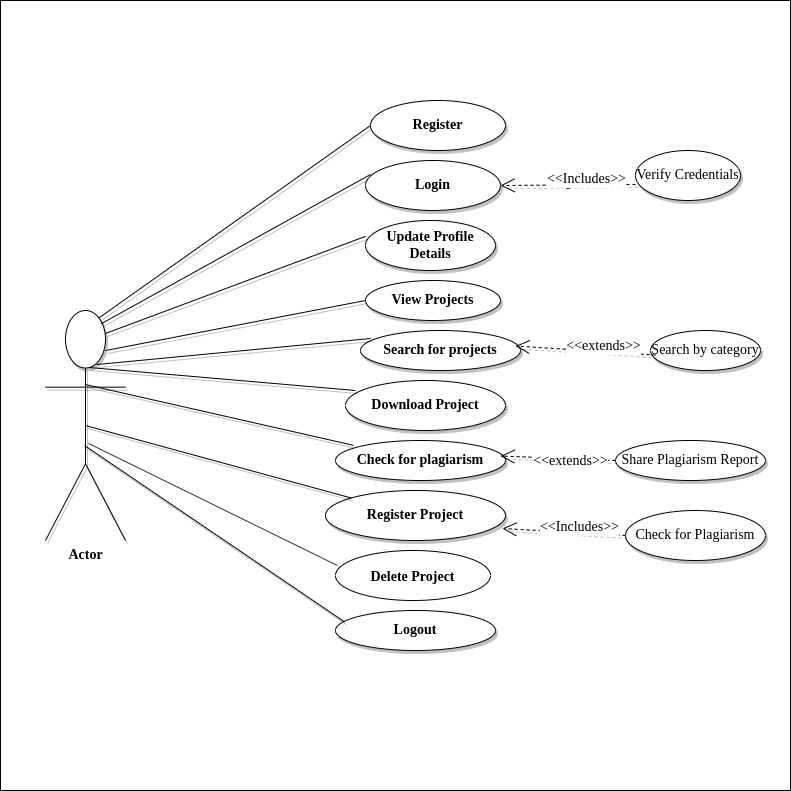 Register
Login
<<Includes>>
Verify Credentials
Update Profile
Details
View Projects
Search for projects
<<extends>>
Search by category
Download Project
Check for plagiarism
<<extends>>
Share Plagiarism Report
Register Project
<<Includes>>
Check for Plagiarism
Actor
Delete Project
Logout